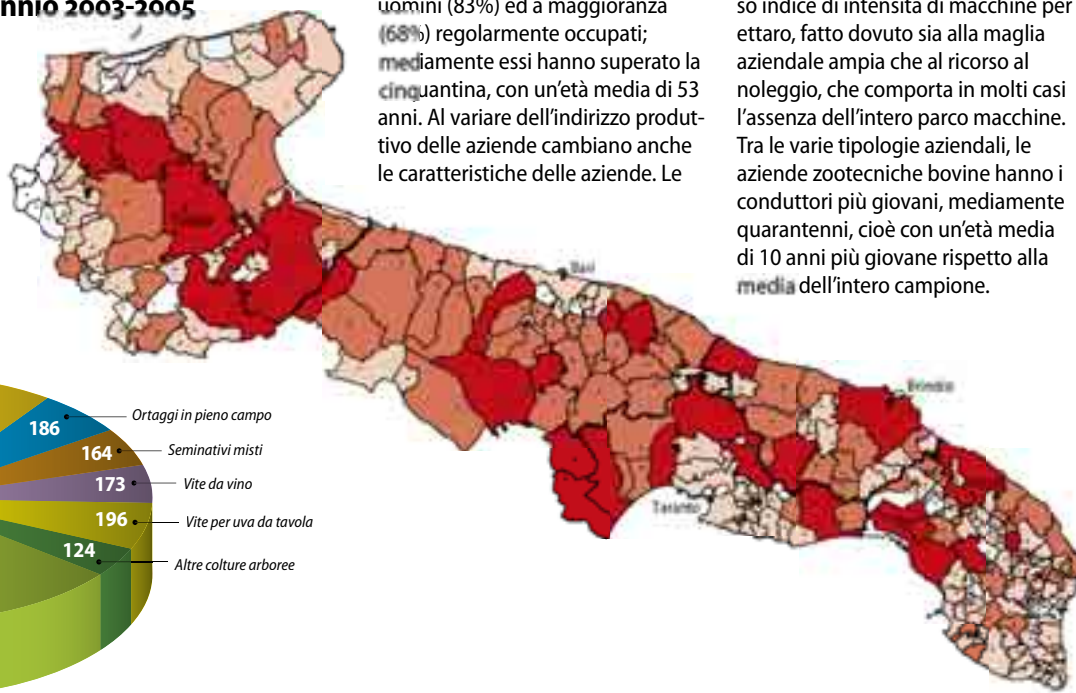 nnio 2003-2005
uomini (83%) ed a maggioranza
(68%) regolarmente occupati;
mediamente essi hanno superato la
cinquantina, con un'età media di 53
anni. Al variare dell'indirizzo produt-
tivo delle aziende cambiano anche
le caratteristiche delle aziende. Le
so indice di intensità di macchine per
ettaro, fatto dovuto sia alla maglia
aziendale ampia che al ricorso al
noleggio, che comporta in molti casi
l'assenza dell'intero parco macchine.
Tra le varie tipologie aziendali, le
aziende zootecniche bovine hanno i
conduttori più giovani, mediamente
quarantenni, cioè con un'età media
di 10 anni più giovane rispetto alla
media dell'intero campione.
Bari
Brindisi
Taranto
186 Ortaggi in pieno campo
164 Seminativi misti
173 Vite da vino
196 Vite per uva da tavola
124 Altre colture arboree